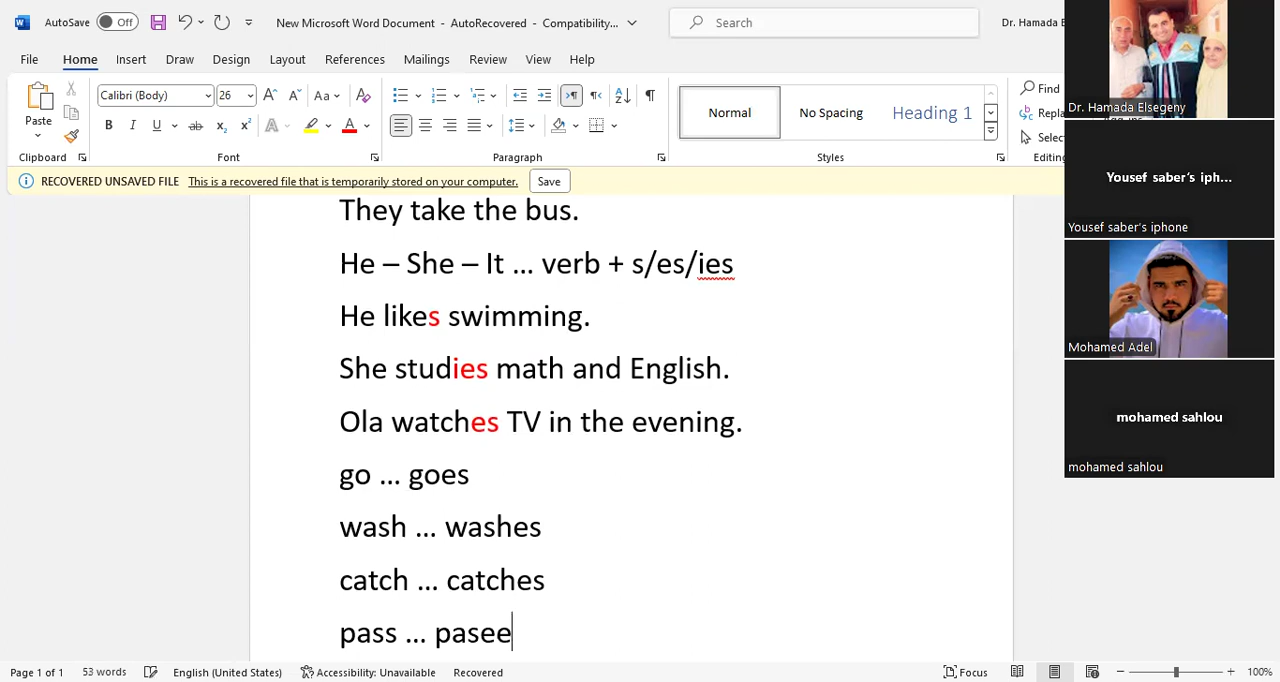 AutoSave Off New Microsoft Word Document - AutoRecovered - Compatibility... Search Dr. Hamada E
File Home Insert Draw Design Layout References Mailings Review View Help
Paste Calibri (Body) 26 Aa Normal No Spacing Heading 1 Find
Repla
Selec
Clipboard Font Paragraph Styles Editing
RECOVERED UNSAVED FILE This is a recovered file that is temporarily stored on your computer. Save
They take the bus.
He – She – It ... verb + s/es/ies
He likes swimming.
She studies math and English.
Ola watches TV in the evening.
go ... goes
wash ... washes
catch ... catches
pass ... pasee
Page 1 of 1 53 words English (United States) Accessibility: Unavailable Recovered Focus 100%
Dr. Hamada Elsegeny
Yousef saber's iph...
Yousef saber's iphone
Mohamed Adel
mohamed sahlou
mohamed sahlou